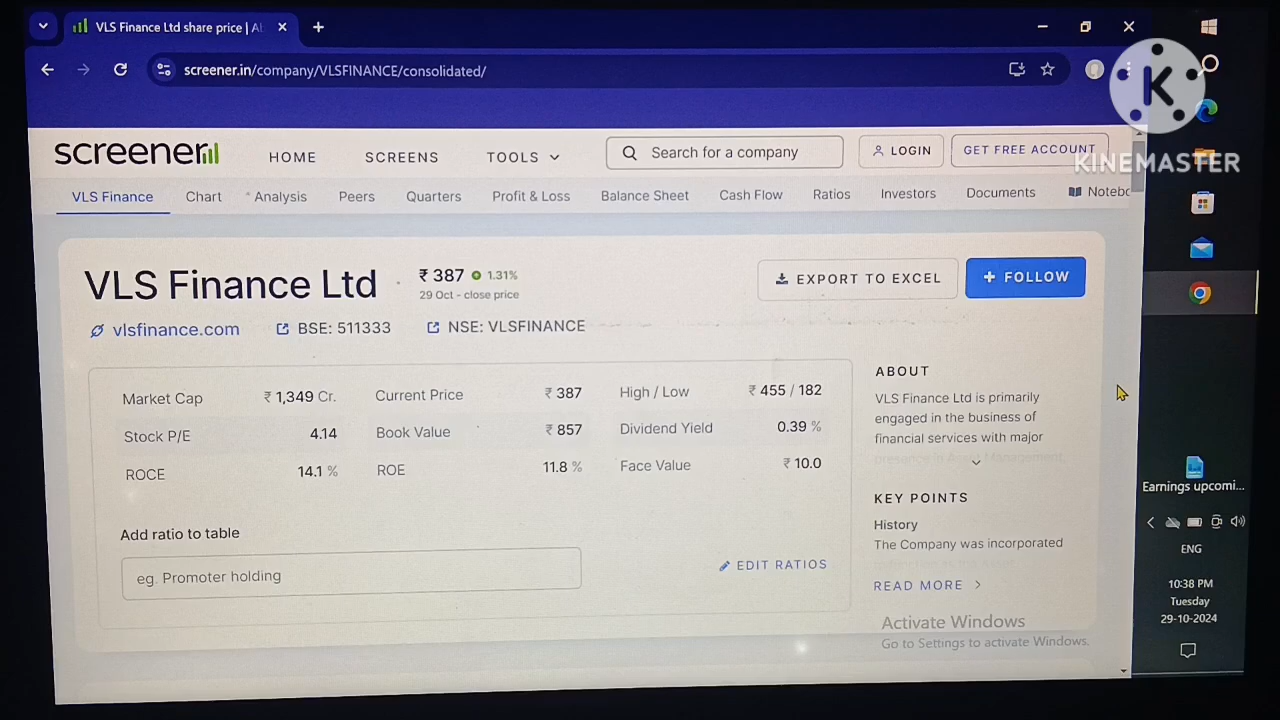 VLS Finance Ltd share price | A
screener.in/company/VLSFINANCE/consolidated/
KINEMASTER
screener
HOME SCREENS TOOLS Search for a company LOGIN GET FREE ACCOUNT
VLS Finance Chart Analysis Peers Quarters Profit & Loss Balance Sheet Cash Flow Ratios Investors Documents Notebo
VLS Finance Ltd
₹ 387 1.31%
29 Oct - close price
EXPORT TO EXCEL + FOLLOW
vlsfinance.com BSE: 511333 NSE: VLSFINANCE
Market Cap ₹ 1,349 Cr. Current Price ₹ 387 High / Low ₹ 455 / 182
Stock P/E 4.14 Book Value ₹ 857 Dividend Yield 0.39 %
ROCE 14.1 % ROE 11.8 % Face Value ₹ 10.0
Add ratio to table
eg. Promoter holding
EDIT RATIOS
ABOUT
VLS Finance Ltd is primarily
engaged in the business of
financial services with major
presence in Asset Management,
KEY POINTS
History
The Company was incorporated
READ MORE
Activate Windows
Go to Settings to activate Windows.
Earnings upcomi...
ENG
10:38 PM
Tuesday
29-10-2024